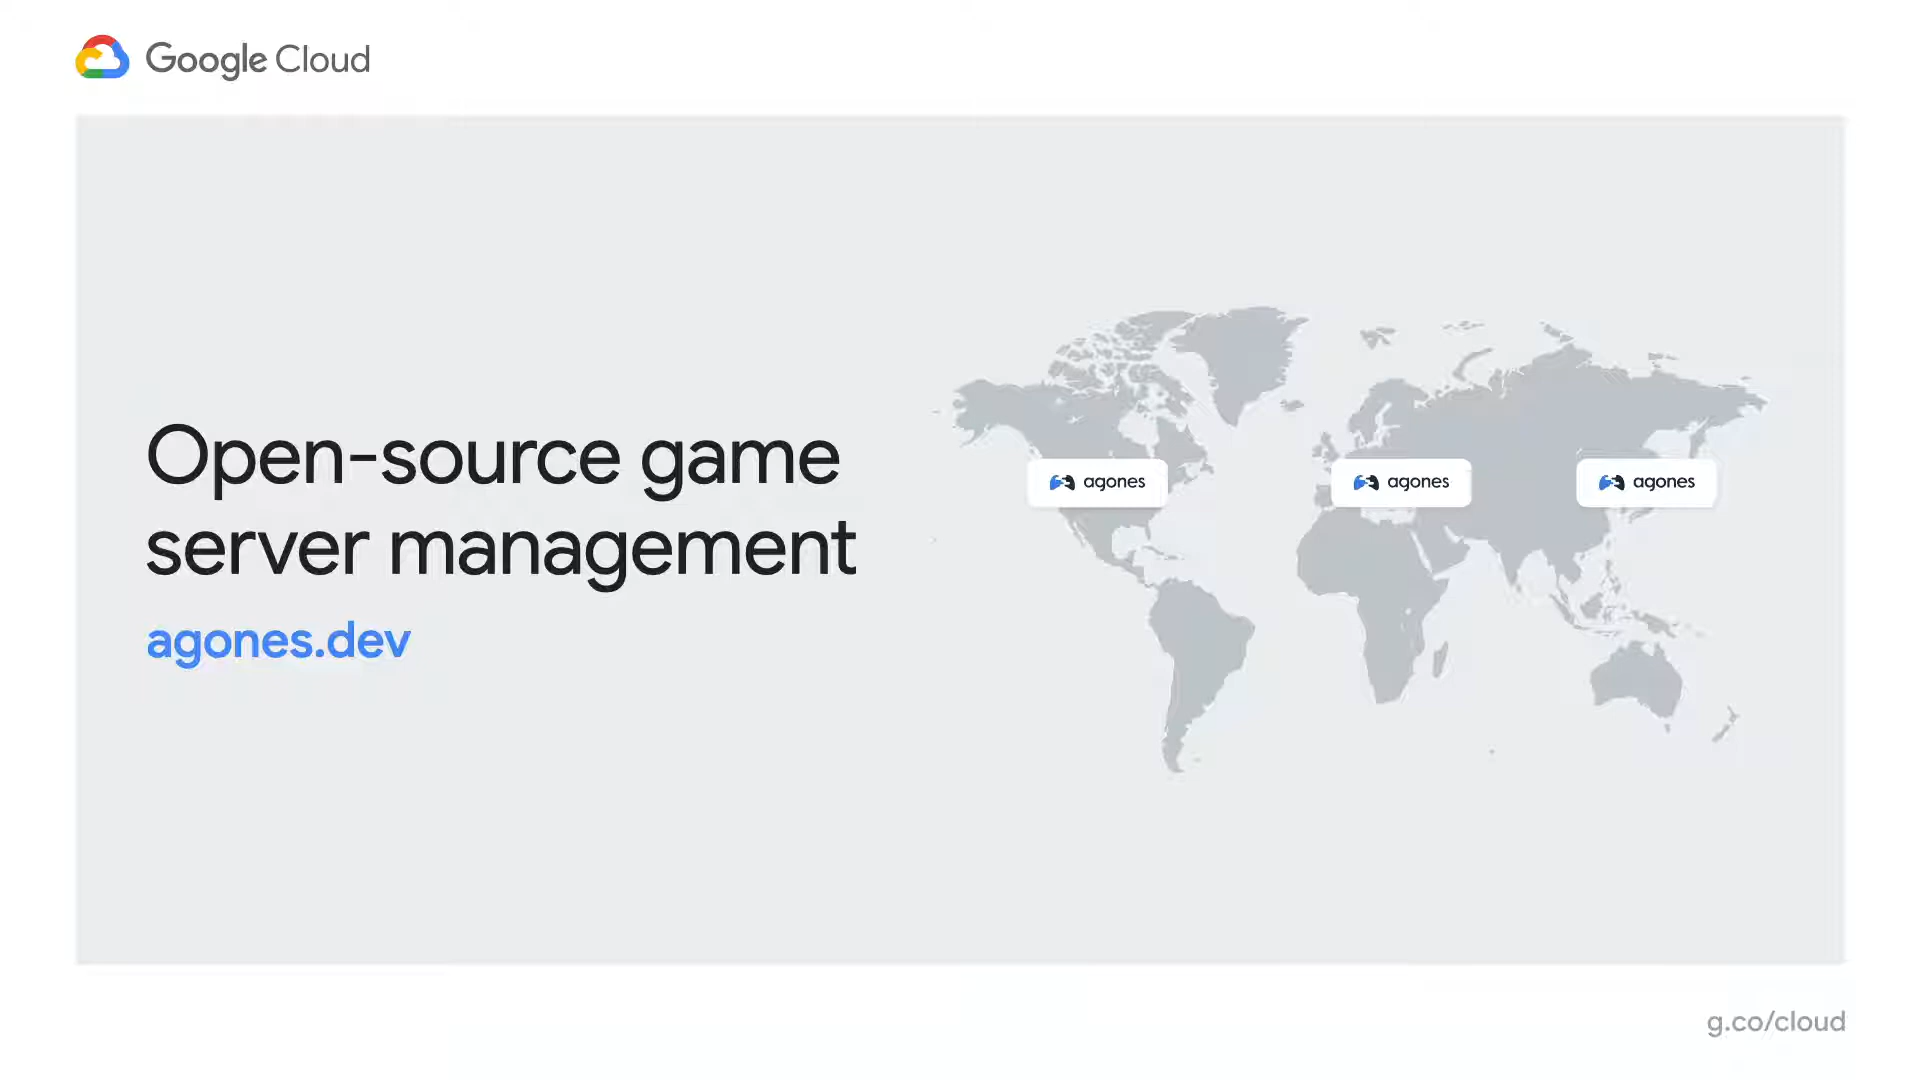 Google Cloud
Open-source game
server management
agones.dev
agones
agones
agones
g.co/cloud